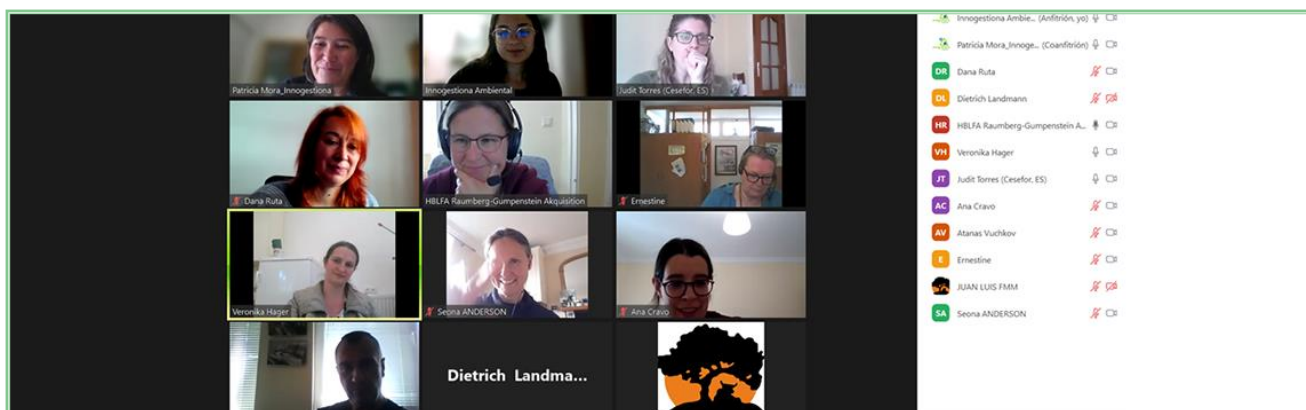 Patricia Mora_Innogestiona
Innogestiona Ambiental
Judit Torres (Cesefor, ES)
Dana Ruta
HBLFA Raumberg-Gumpenstein Akquisition
Ernestine
Veronika Hager
Seona ANDERSON
Ana Cravo
Dietrich Landma...
Innogestiona Ambie... (Anfitrión, yo)
Patricia Mora_Innoge... (Coanfitrión)
DR Dana Ruta
DL Dietrich Landmann
HR HBLFA Raumberg-Gumpenstein A...
VH Veronika Hager
JT Judit Torres (Cesefor, ES)
AC Ana Cravo
AV Atanas Vuchkov
E Ernestine
JUAN LUIS FMM
SA Seona ANDERSON